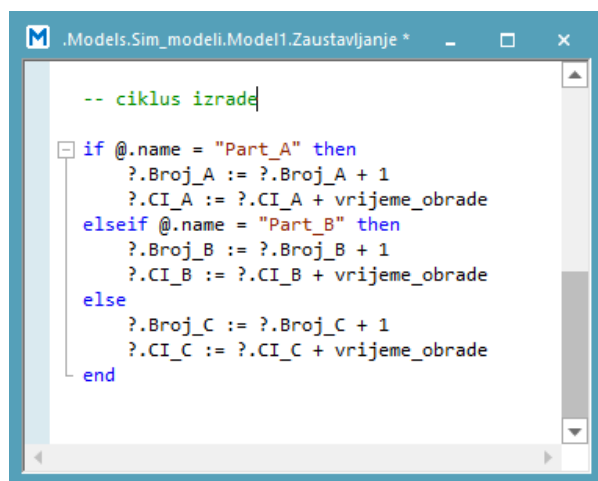 M .Models.Sim_modeli.Model1.Zaustavljanje *
-- ciklus izrade
if @.name = "Part_A" then
?.Broj_A := ?.Broj_A + 1
?.CI_A := ?.CI_A + vrijeme_obrade
elseif @.name = "Part_B" then
?.Broj_B := ?.Broj_B + 1
?.CI_B := ?.CI_B + vrijeme_obrade
else
?.Broj_C := ?.Broj_C + 1
?.CI_C := ?.CI_C + vrijeme_obrade
end